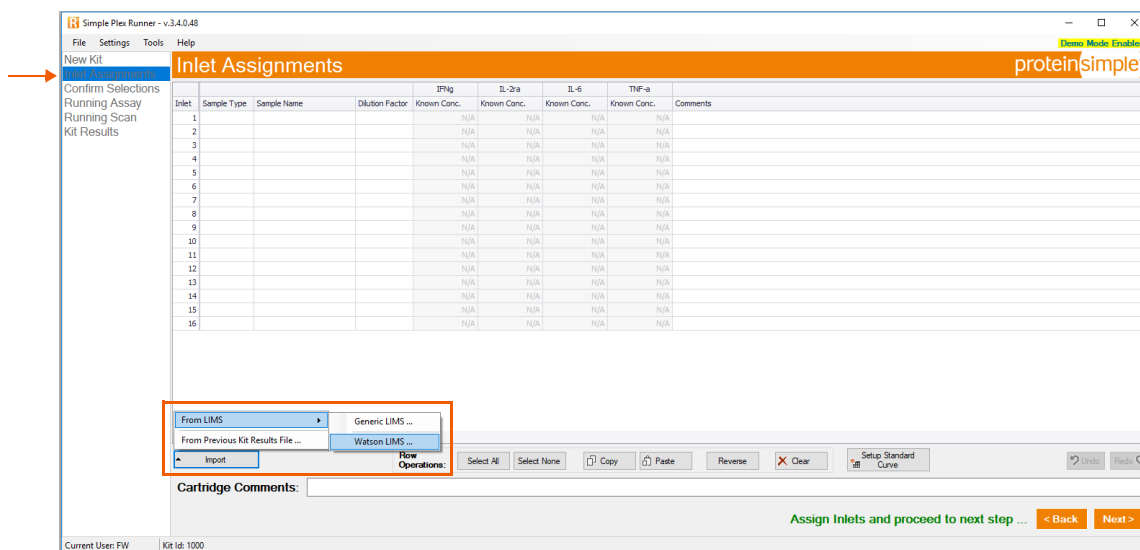 Simple Plex Runner - v.3.4.0.48
File Settings Tools Help
Demo Mode Enable
New Kit
Inlet Assignments
Confirm Selections
Running Assay
Running Scan
Kit Results
Inlet Assignments
proteinsimple
IFNg IL-2ra IL-6 TNF-a
Inlet Sample Type Sample Name Dilution Factor Known Conc. Known Conc. Known Conc. Known Conc. Comments
1 N/A N/A N/A N/A
2 N/A N/A N/A N/A
3 N/A N/A N/A N/A
4 N/A N/A N/A N/A
5 N/A N/A N/A N/A
6 N/A N/A N/A N/A
7 N/A N/A N/A N/A
8 N/A N/A N/A N/A
9 N/A N/A N/A N/A
10 N/A N/A N/A N/A
11 N/A N/A N/A N/A
12 N/A N/A N/A N/A
13 N/A N/A N/A N/A
14 N/A N/A N/A N/A
15 N/A N/A N/A N/A
16 N/A N/A N/A N/A
From LIMS
Generic LIMS ...
From Previous Kit Results File ...
Watson LIMS ...
Import
Row
Operations:
Select All Select None Copy Paste Reverse Clear
Setup Standard
Curve
Undo Redo
Cartridge Comments:
Assign Inlets and proceed to next step ...
< Back Next >
Current User: FW Kit Id: 1000